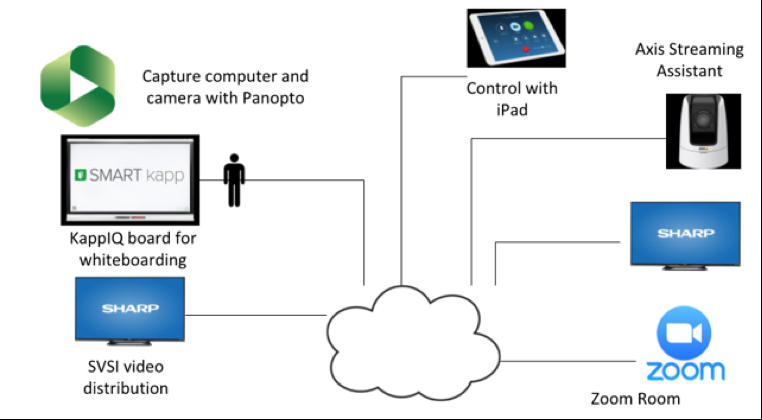 Capture computer and
camera with Panopto
SMART kapp
KappIQ board for
whiteboarding
SHARP
SVSI video
distribution
Control with
iPad
Axis Streaming
Assistant
SHARP
zoom
Zoom Room